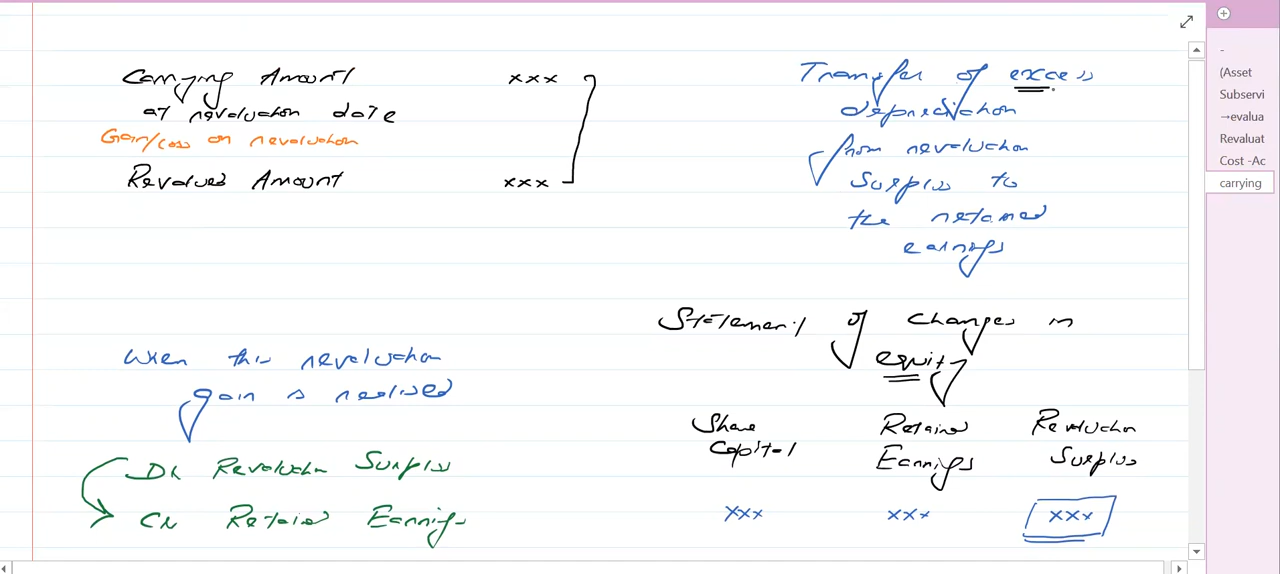 Carrying Amount xxx
at revaluation date
Gain/Loss on revaluation
Revalued Amount xxx
Transfer of excess
depreciation
from revaluation
Surplus to
the retained
earnings
When this revaluation
gain is realised
Dr Revaluation Surplus
Cr Retained Earnings
Statement of changes in
equity
Share Retained Revaluation
Capital Earnings Surplus
xxx xxx xxx
-
(Asset
Subservi
→evalua
Revaluat
Cost -Ac
carrying